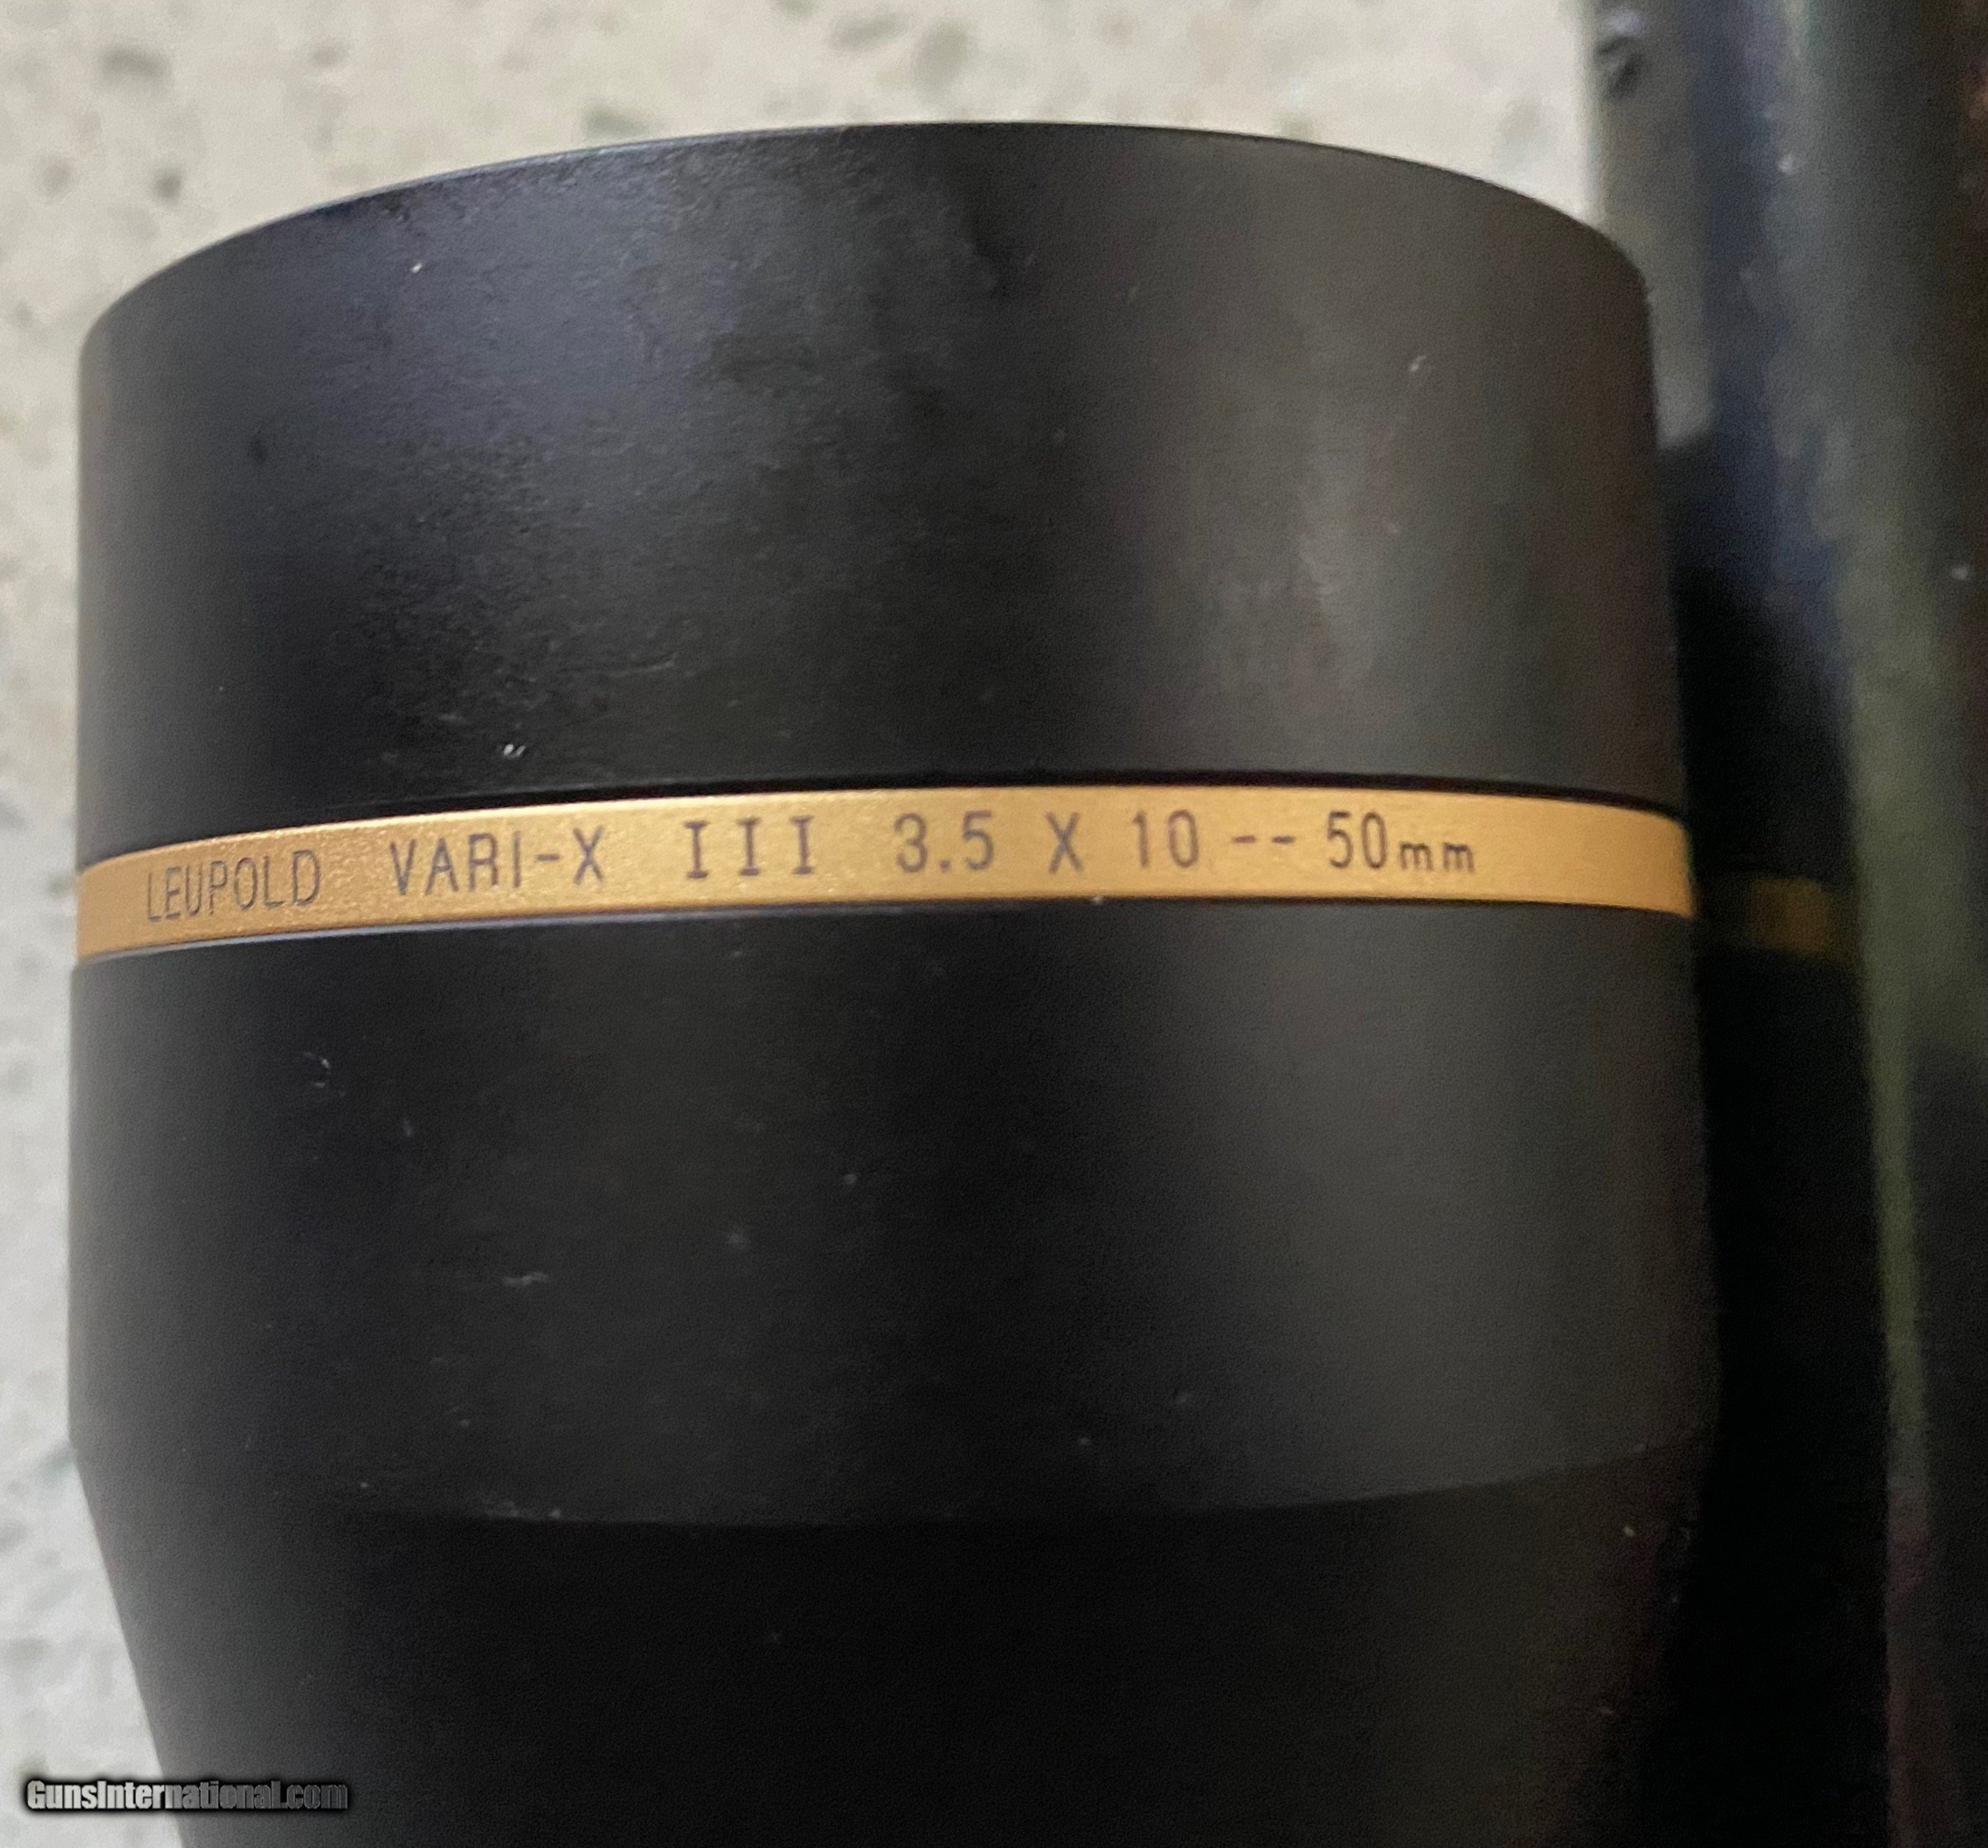 LEUPOLD VARI-X III 3.5 X 10 -- 50mm
GunsInternational.com